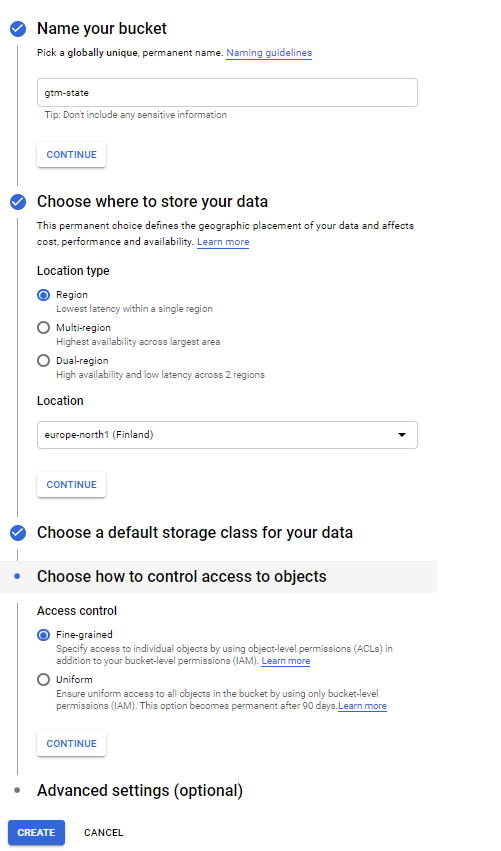 Name your bucket
Pick a globally unique, permanent name. Naming guidelines
gtm-state
Tip: Don't include any sensitive information
CONTINUE
Choose where to store your data
This permanent choice defines the geographic placement of your data and affects
cost, performance and availability. Learn more
Location type
Region
Lowest latency within a single region
Multi-region
Highest availability across largest area
Dual-region
High availability and low latency across 2 regions
Location
europe-north1 (Finland)
CONTINUE
Choose a default storage class for your data
Choose how to control access to objects
Access control
Fine-grained
Specify access to individual objects by using object-level permissions (ACLs) in
addition to your bucket-level permissions (IAM). Learn more
Uniform
Ensure uniform access to all objects in the bucket by using only bucket-level
permissions (IAM). This option becomes permanent after 90 days.Learn more
CONTINUE
Advanced settings (optional)
CREATE CANCEL